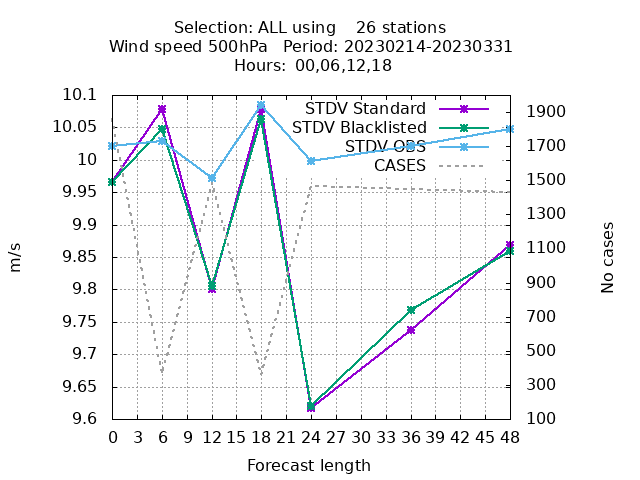 Selection: ALL using    26 stations
Wind speed 500hPa   Period: 20230214-20230331
Hours: 00,06,12,18
10.1
10.05
10
9.95
9.9
9.85
9.8
9.75
9.7
9.65
9.6
m/s
STDV Standard
STDV Blacklisted
STDV OBS
CASES
1900
1700
1500
1300
1100
900
700
500
300
100
No cases
0 3 6 9 12 15 18 21 24 27 30 33 36 39 42 45 48
Forecast length